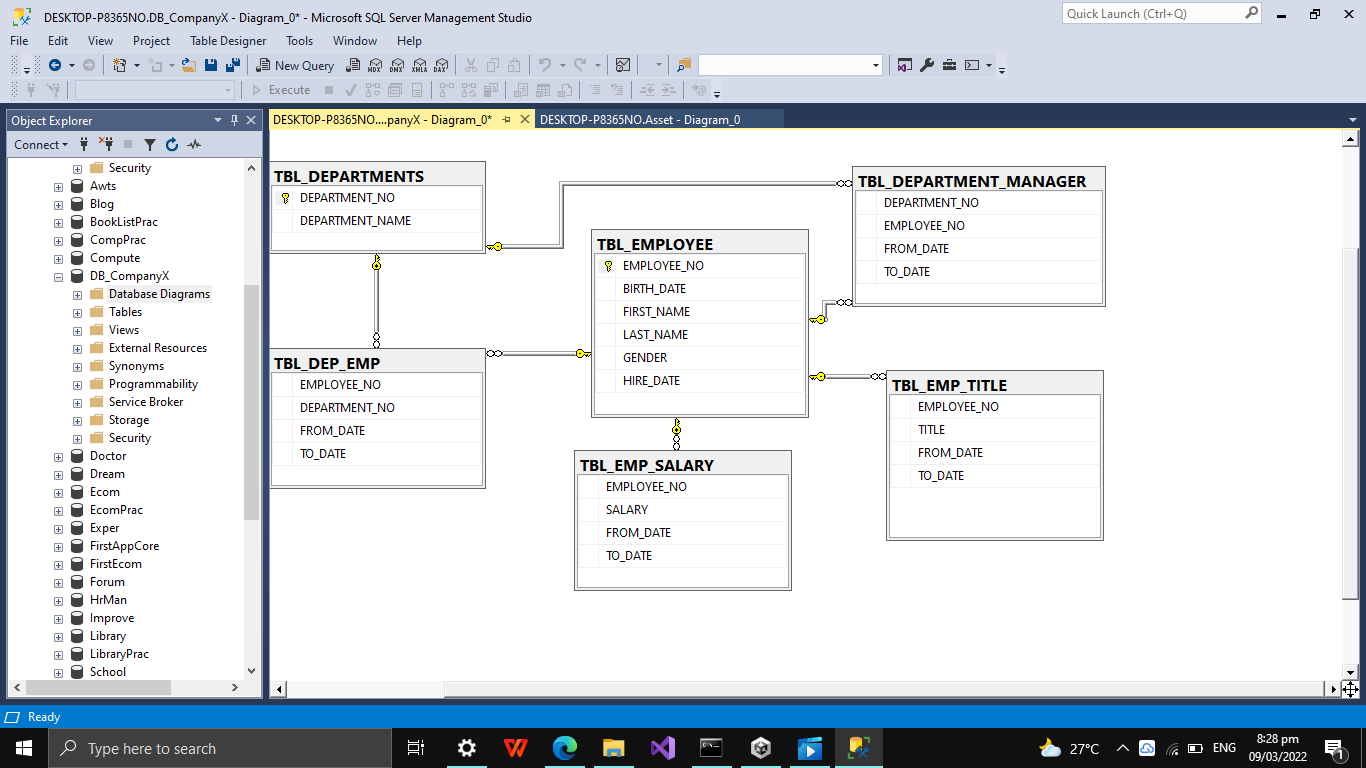 DESKTOP-P8365NO.DB_CompanyX - Diagram_0* - Microsoft SQL Server Management Studio
Quick Launch (Ctrl+Q)
File Edit View Project Table Designer Tools Window Help
New Query
MDX DMX XMLA DAX
Execute
Object Explorer
Connect
Security
Awts
Blog
BookListPrac
CompPrac
Compute
DB_CompanyX
Database Diagrams
Tables
Views
External Resources
Synonyms
Programmability
Service Broker
Storage
Security
Doctor
Dream
Ecom
EcomPrac
Exper
FirstAppCore
FirstEcom
Forum
HrMan
Improve
Library
LibraryPrac
School
DESKTOP-P8365NO....panyX - Diagram_0*
DESKTOP-P8365NO.Asset - Diagram_0
TBL_DEPARTMENTS
DEPARTMENT_NO
DEPARTMENT_NAME
TBL_DEP_EMP
EMPLOYEE_NO
DEPARTMENT_NO
FROM_DATE
TO_DATE
TBL_EMPLOYEE
EMPLOYEE_NO
BIRTH_DATE
FIRST_NAME
LAST_NAME
GENDER
HIRE_DATE
TBL_EMP_SALARY
EMPLOYEE_NO
SALARY
FROM_DATE
TO_DATE
TBL_DEPARTMENT_MANAGER
DEPARTMENT_NO
EMPLOYEE_NO
FROM_DATE
TO_DATE
TBL_EMP_TITLE
EMPLOYEE_NO
TITLE
FROM_DATE
TO_DATE
Ready
Type here to search
27°C
ENG
8:28 pm
09/03/2022
1